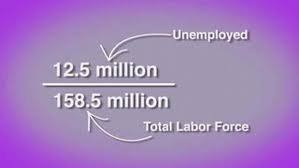 Unemployed
12.5 million
158.5 million
Total Labor Force